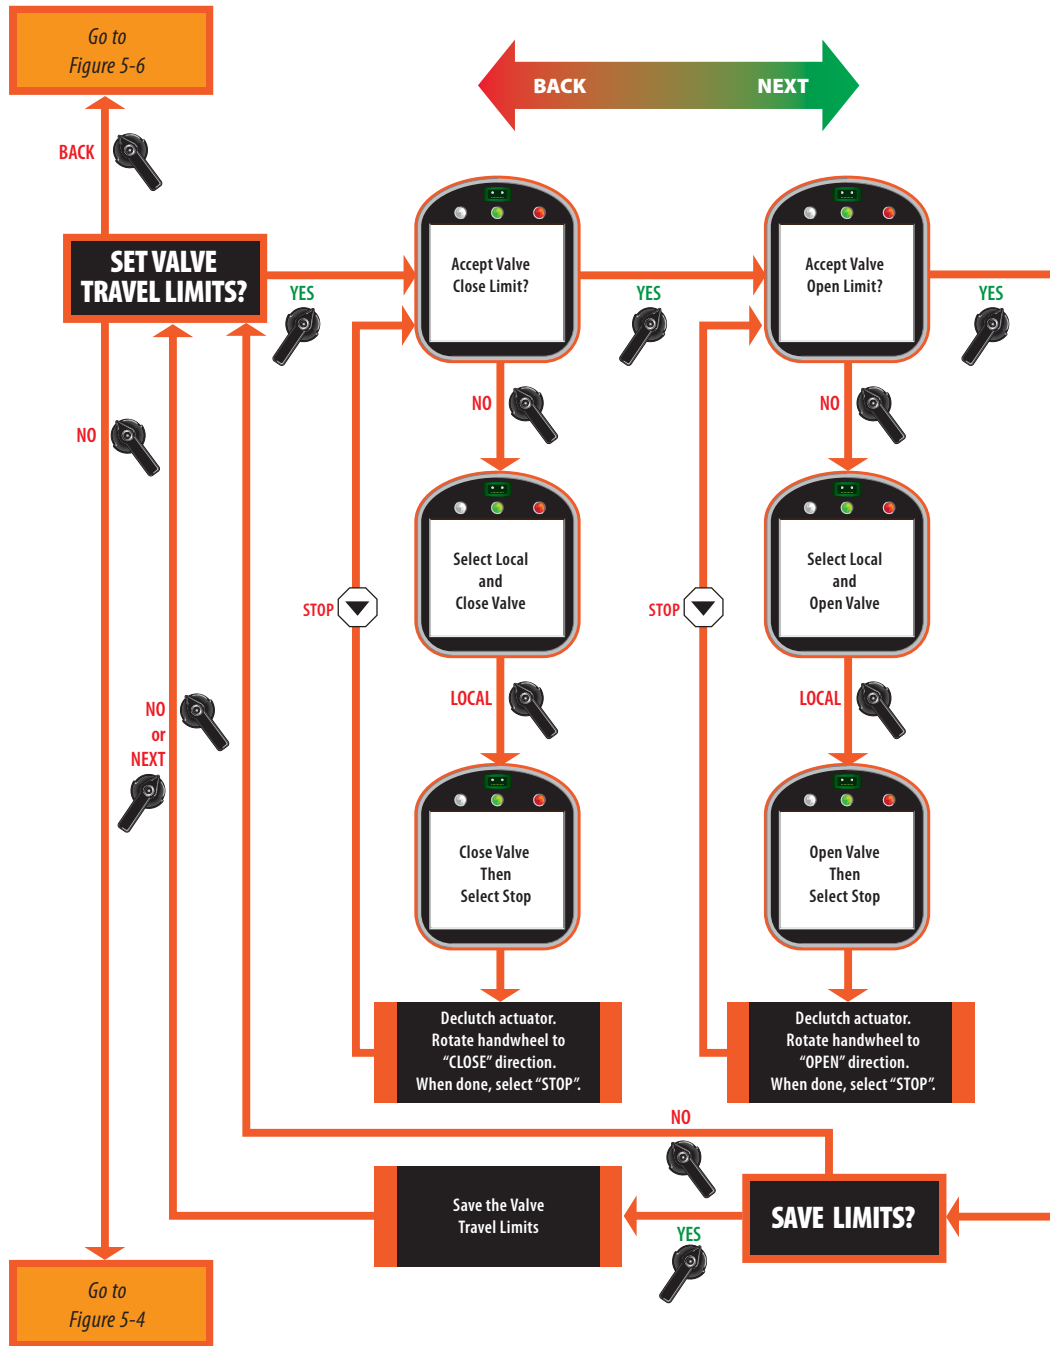 Go to
Figure 5-6
BACK
NEXT
BACK
SET VALVE
TRAVEL LIMITS?
YES
Accept Valve
Close Limit?
YES
Accept Valve
Open Limit?
YES
NO
NO
NO
Select Local
and
Close Valve
Select Local
and
Open Valve
STOP
STOP
LOCAL
LOCAL
NO
or
NEXT
Close Valve
Then
Select Stop
Open Valve
Then
Select Stop
Declutch actuator.
Rotate handwheel to
“CLOSE” direction.
When done, select “STOP”.
Declutch actuator.
Rotate handwheel to
“OPEN” direction.
When done, select “STOP”.
NO
Save the Valve
Travel Limits
YES
SAVE LIMITS?
Go to
Figure 5-4